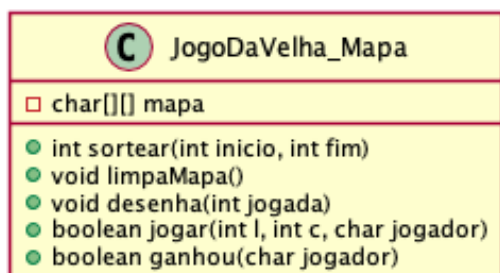 C JogoDaVelha_Mapa
char[][] mapa
int sortear(int inicio, int fim)
void limpaMapa()
void desenha(int jogada)
boolean jogar(int l, int c, char jogador)
boolean ganhou(char jogador)